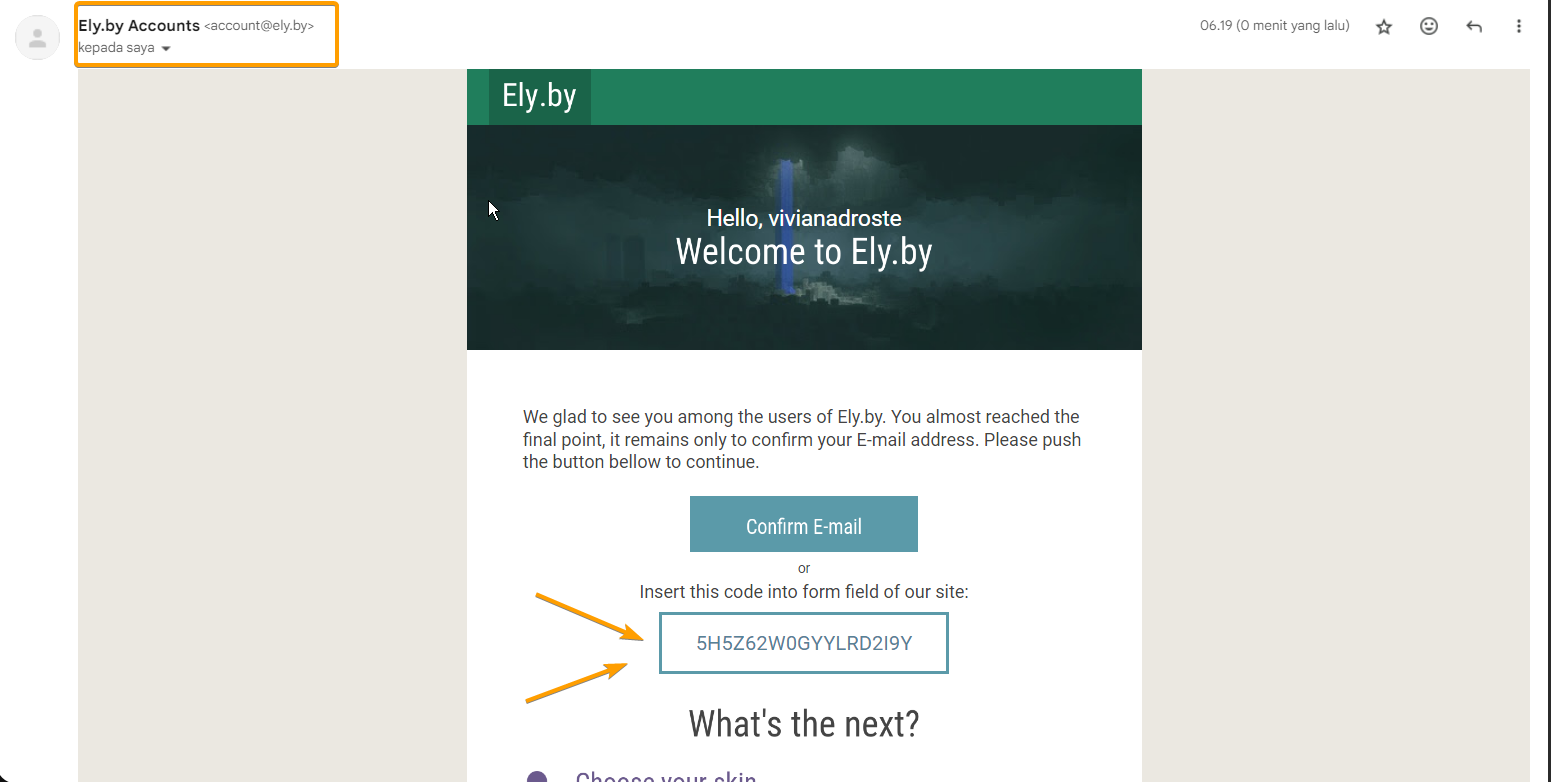 Ely.by Accounts <account@ely.by>
06.19 (0 menit yang lalu)
kepada saya
Ely.by
Hello, vivianadroste
Welcome to Ely.by
We glad to see you among the users of Ely.by. You almost reached the
final point, it remains only to confirm your E-mail address. Please push
the button bellow to continue.
Confirm E-mail
or
Insert this code into form field of our site:
5H5Z62W0GYYLRD2I9Y
What's the next?
Choose your skin